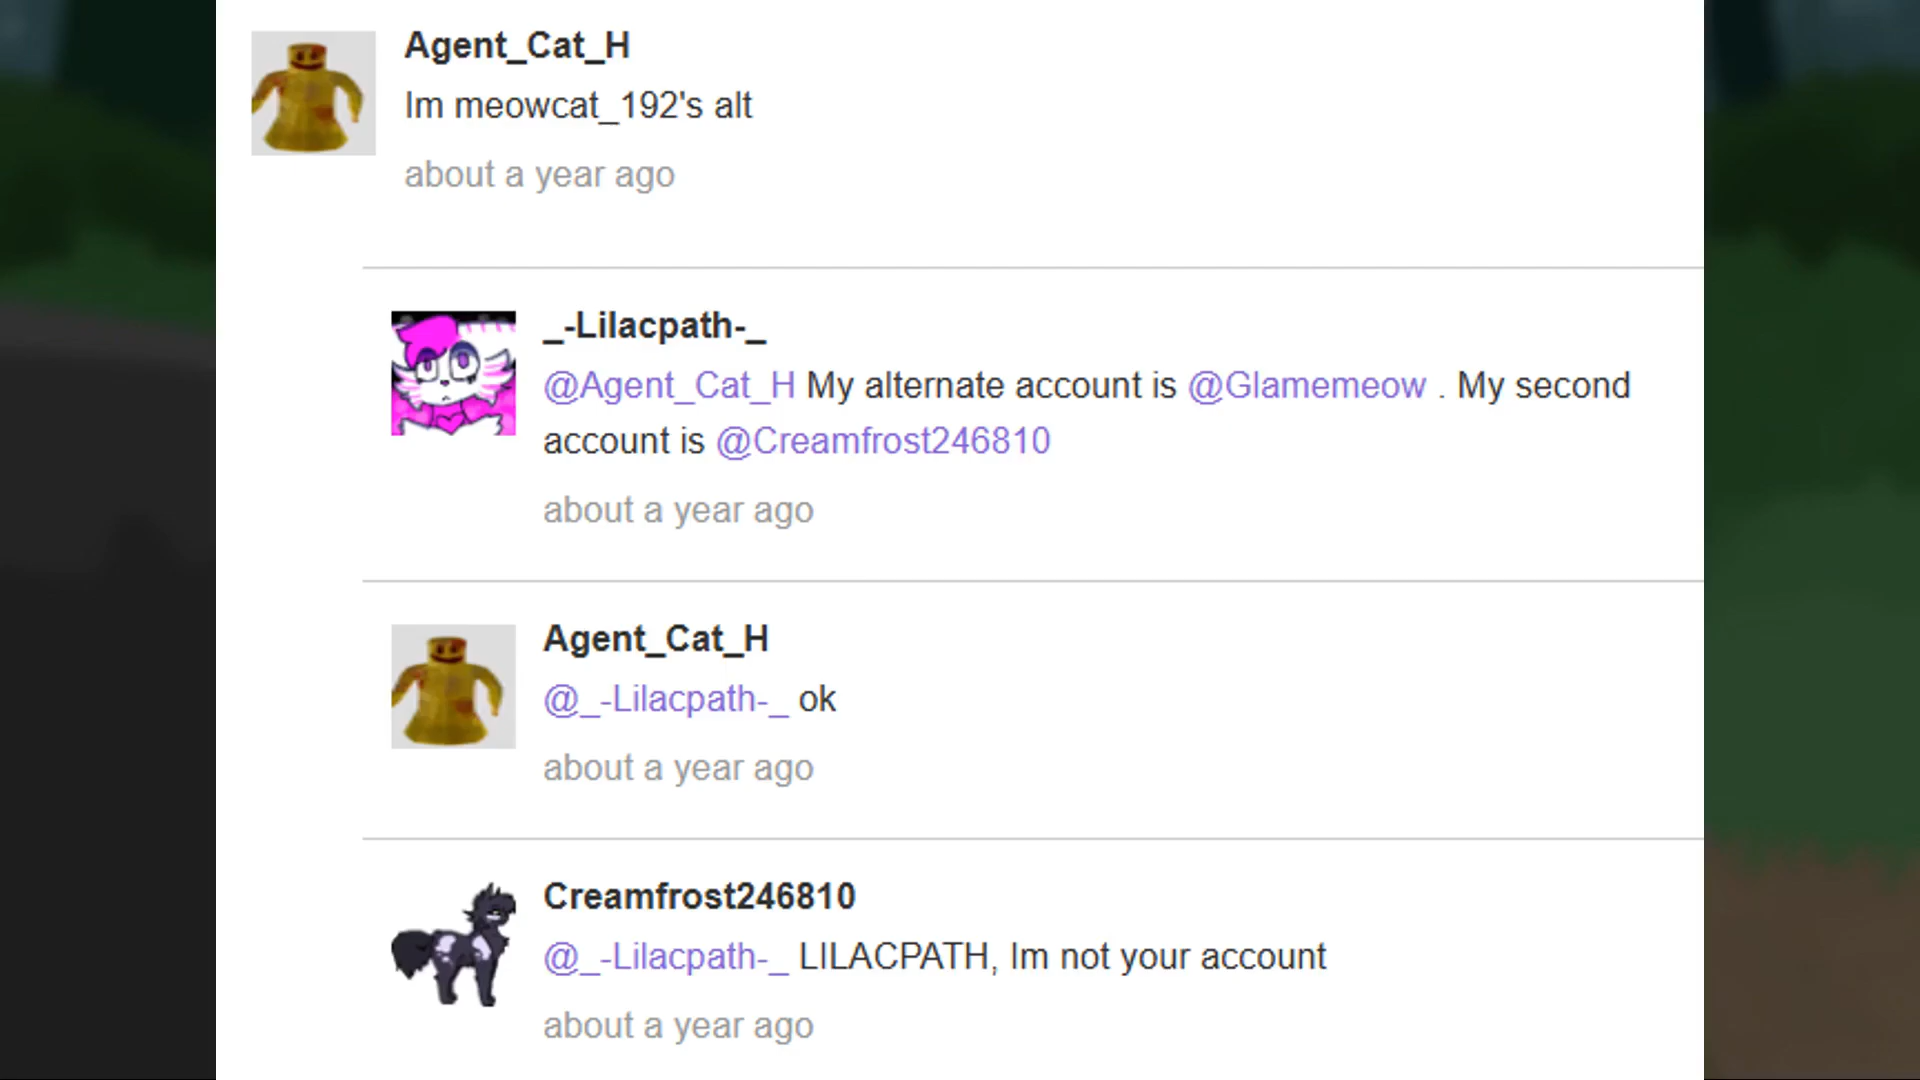 Agent_Cat_H
Im meowcat_192's alt
about a year ago
_-Lilacpath-_
@Agent_Cat_H My alternate account is @Glamemeow . My second
account is @Creamfrost246810
about a year ago
Agent_Cat_H
@_-Lilacpath-_ ok
about a year ago
Creamfrost246810
@_-Lilacpath-_ LILACPATH, Im not your account
about a year ago